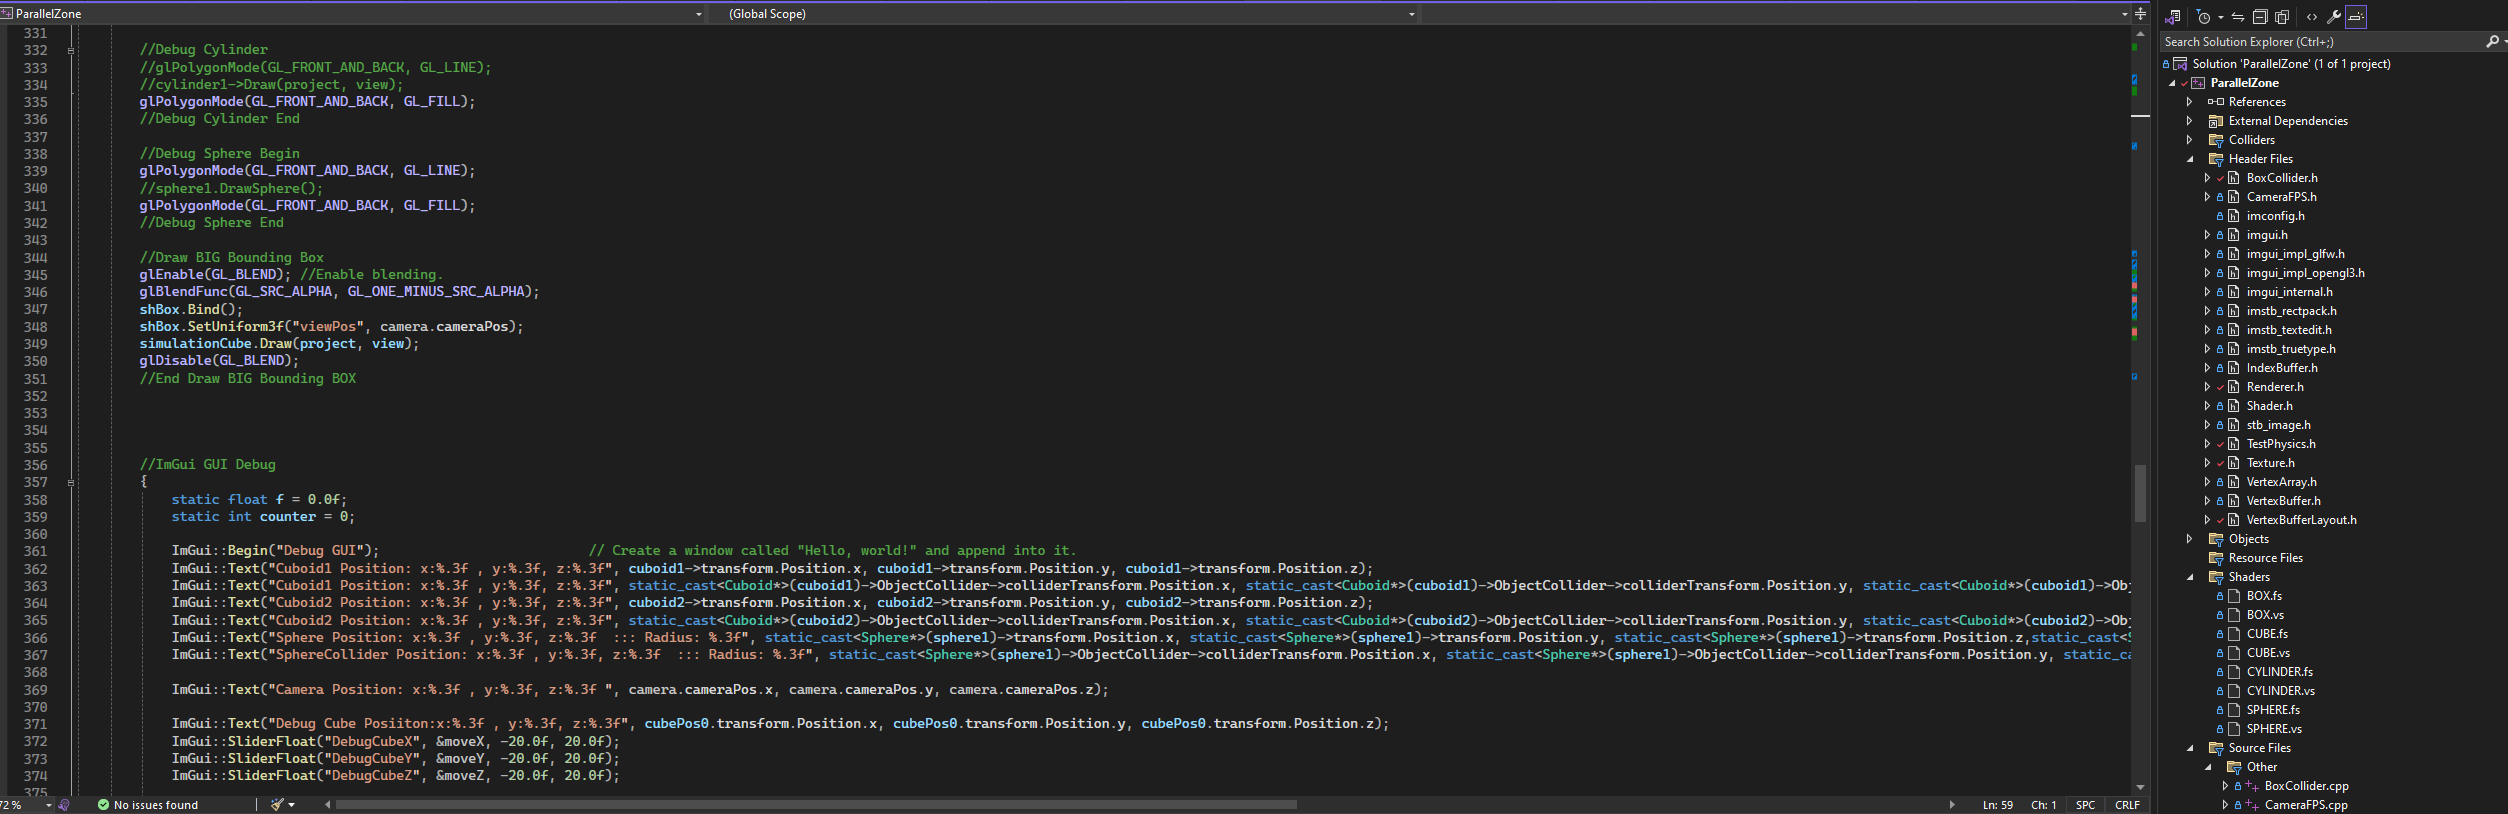 ParallelZone (Global Scope)
331
332 //Debug Cylinder
333 //glPolygonMode(GL_FRONT_AND_BACK, GL_LINE);
334 //cylinder1->Draw(project, view);
335 glPolygonMode(GL_FRONT_AND_BACK, GL_FILL);
336 //Debug Cylinder End
337
338 //Debug Sphere Begin
339 glPolygonMode(GL_FRONT_AND_BACK, GL_LINE);
340 //sphere1.DrawSphere();
341 glPolygonMode(GL_FRONT_AND_BACK, GL_FILL);
342 //Debug Sphere End
343
344 //Draw BIG Bounding Box
345 glEnable(GL_BLEND); //Enable blending.
346 glBlendFunc(GL_SRC_ALPHA, GL_ONE_MINUS_SRC_ALPHA);
347 shBox.Bind();
348 shBox.SetUniform3f("viewPos", camera.cameraPos);
349 simulationCube.Draw(project, view);
350 glDisable(GL_BLEND);
351 //End Draw BIG Bounding BOX
352
353
354
355
356 //ImGui GUI Debug
357 {
358 static float f = 0.0f;
359 static int counter = 0;
360
361 ImGui::Begin("Debug GUI"); // Create a window called "Hello, world!" and append into it.
362 ImGui::Text("Cuboid1 Position: x:%.3f , y:%.3f, z:%.3f", cuboid1->transform.Position.x, cuboid1->transform.Position.y, cuboid1->transform.Position.z);
363 ImGui::Text("Cuboid1 Position: x:%.3f , y:%.3f, z:%.3f", static_cast<Cuboid*>(cuboid1)->ObjectCollider->colliderTransform.Position.x, static_cast<Cuboid*>(cuboid1)->ObjectCollider->colliderTransform.Position.y, static_cast<Cuboid*>(cuboid1)->Obj
364 ImGui::Text("Cuboid2 Position: x:%.3f , y:%.3f, z:%.3f", cuboid2->transform.Position.x, cuboid2->transform.Position.y, cuboid2->transform.Position.z);
365 ImGui::Text("Cuboid2 Position: x:%.3f , y:%.3f, z:%.3f", static_cast<Cuboid*>(cuboid2)->ObjectCollider->colliderTransform.Position.x, static_cast<Cuboid*>(cuboid2)->ObjectCollider->colliderTransform.Position.y, static_cast<Cuboid*>(cuboid2)->Obj
366 ImGui::Text("Sphere Position: x:%.3f , y:%.3f, z:%.3f  ::: Radius: %.3f", static_cast<Sphere*>(sphere1)->transform.Position.x, static_cast<Sphere*>(sphere1)->transform.Position.y, static_cast<Sphere*>(sphere1)->transform.Position.z,static_cast<
367 ImGui::Text("SphereCollider Position: x:%.3f , y:%.3f, z:%.3f  ::: Radius: %.3f", static_cast<Sphere*>(sphere1)->ObjectCollider->colliderTransform.Position.x, static_cast<Sphere*>(sphere1)->ObjectCollider->colliderTransform.Position.y, static_ca
368
369 ImGui::Text("Camera Position: x:%.3f , y:%.3f, z:%.3f ", camera.cameraPos.x, camera.cameraPos.y, camera.cameraPos.z);
370
371 ImGui::Text("Debug Cube Posiiton:x:%.3f , y:%.3f, z:%.3f", cubePos0.transform.Position.x, cubePos0.transform.Position.y, cubePos0.transform.Position.z);
372 ImGui::SliderFloat("DebugCubeX", &moveX, -20.0f, 20.0f);
373 ImGui::SliderFloat("DebugCubeY", &moveY, -20.0f, 20.0f);
374 ImGui::SliderFloat("DebugCubeZ", &moveZ, -20.0f, 20.0f);
375
72 % No issues found Ln: 59 Ch: 1 SPC CRLF
Search Solution Explorer (Ctrl+;)
Solution 'ParallelZone' (1 of 1 project)
ParallelZone
References
External Dependencies
Colliders
Header Files
BoxCollider.h
CameraFPS.h
imconfig.h
imgui.h
imgui_impl_glfw.h
imgui_impl_opengl3.h
imgui_internal.h
imstb_rectpack.h
imstb_textedit.h
imstb_truetype.h
IndexBuffer.h
Renderer.h
Shader.h
stb_image.h
TestPhysics.h
Texture.h
VertexArray.h
VertexBuffer.h
VertexBufferLayout.h
Objects
Resource Files
Shaders
BOX.fs
BOX.vs
CUBE.fs
CUBE.vs
CYLINDER.fs
CYLINDER.vs
SPHERE.fs
SPHERE.vs
Source Files
Other
BoxCollider.cpp
CameraFPS.cpp